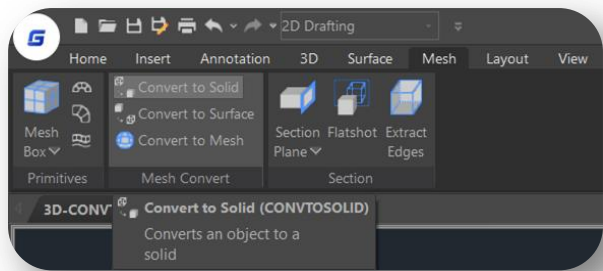 G
2D Drafting
Home Insert Annotation 3D Surface Mesh Layout View
Convert to Solid
Convert to Surface
Convert to Mesh
Mesh
Box
Section
Plane
Flatshot
Extract
Edges
Primitives Mesh Convert Section
3D-CONV
Convert to Solid (CONVTOSOLID)
Converts an object to a
solid